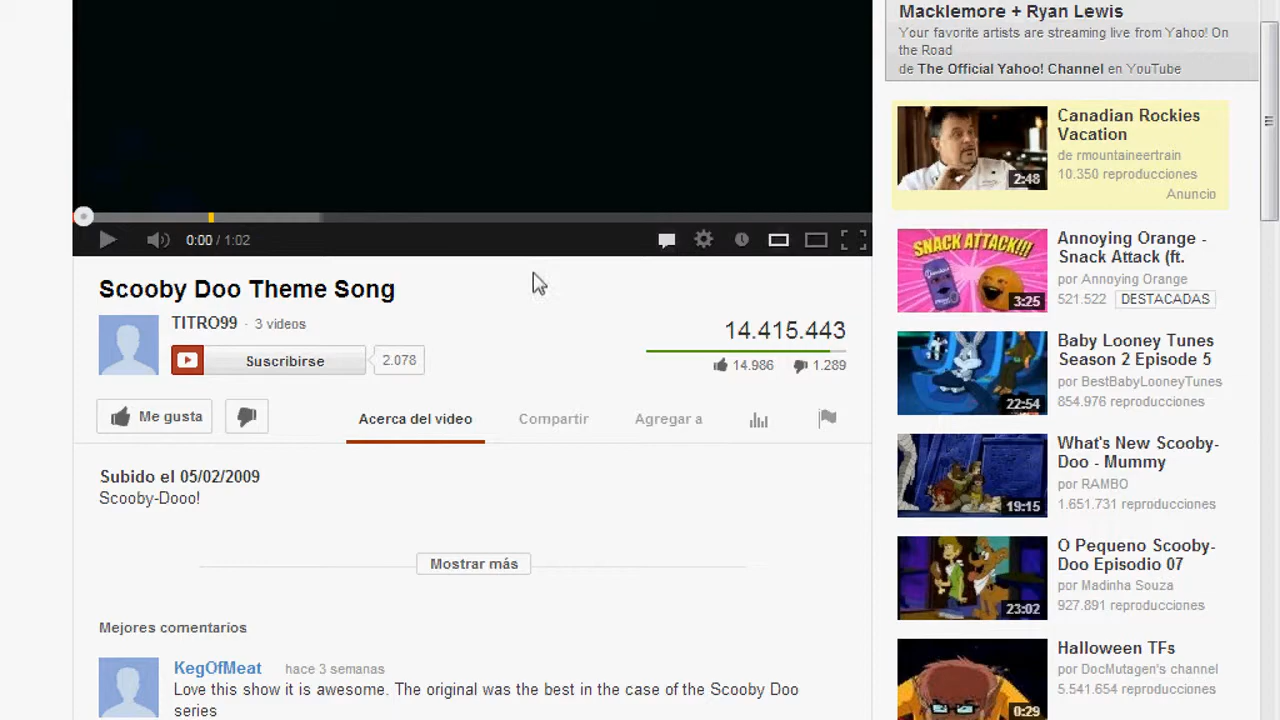 Macklemore + Ryan Lewis
Your favorite artists are streaming live from Yahoo! On
the Road
de The Official Yahoo! Channel en YouTube
Canadian Rockies
Vacation
de rmountaineertrain
10.350 reproducciones
Anuncio
2:48
0:00 / 1:02
SNACK ATTACK!!!
3:25
Annoying Orange -
Snack Attack (ft.
por Annoying Orange
521.522 DESTACADAS
Scooby Doo Theme Song
TITRO99 · 3 videos
Suscribirse 2.078
14.415.443
14.986 1.289
Me gusta
Acerca del video Compartir Agregar a
Subido el 05/02/2009
Scooby-Dooo!
Mostrar más
Mejores comentarios
KegOfMeat hace 3 semanas
Love this show it is awesome. The original was the best in the case of the Scooby Doo
series
22:54
Baby Looney Tunes
Season 2 Episode 5
por BestBabyLooneyTunes
854.976 reproducciones
19:15
What's New Scooby-
Doo - Mummy
por RAMBO
1.651.731 reproducciones
23:02
O Pequeno Scooby-
Doo Episodio 07
por Madinha Souza
927.891 reproducciones
0:29
Halloween TFs
por DocMutagen's channel
5.541.654 reproducciones